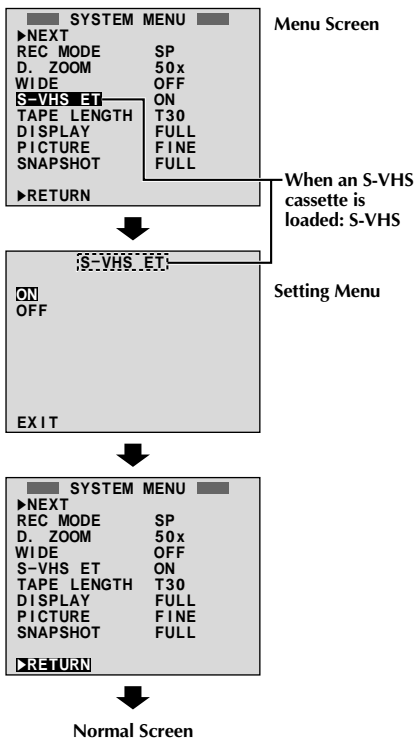 SYSTEM MENU
Menu Screen
▶NEXT
REC MODE SP
D. ZOOM 50x
WIDE OFF
S-VHS ET ON
TAPE LENGTH T30
DISPLAY FULL
PICTURE FINE
SNAPSHOT FULL
▶RETURN
When an S-VHS
cassette is
loaded: S-VHS
S-VHS ET
Setting Menu
ON
OFF
EXIT
SYSTEM MENU
▶NEXT
REC MODE SP
D. ZOOM 50x
WIDE OFF
S-VHS ET ON
TAPE LENGTH T30
DISPLAY FULL
PICTURE FINE
SNAPSHOT FULL
▶RETURN
Normal Screen